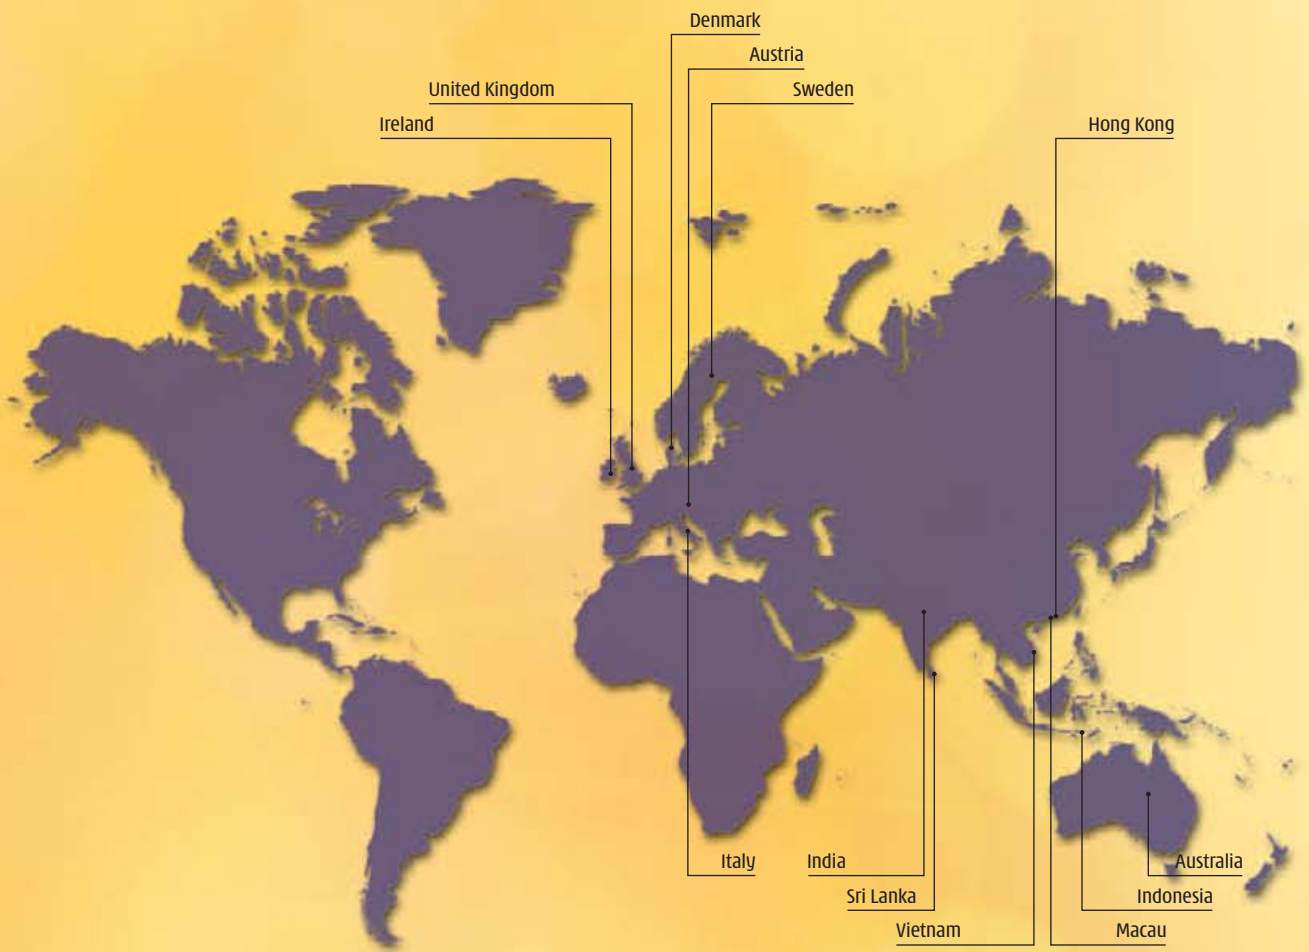 Denmark
Austria
United Kingdom
Sweden
Ireland
Hong Kong
Italy
India
Australia
Sri Lanka
Indonesia
Vietnam
Macau